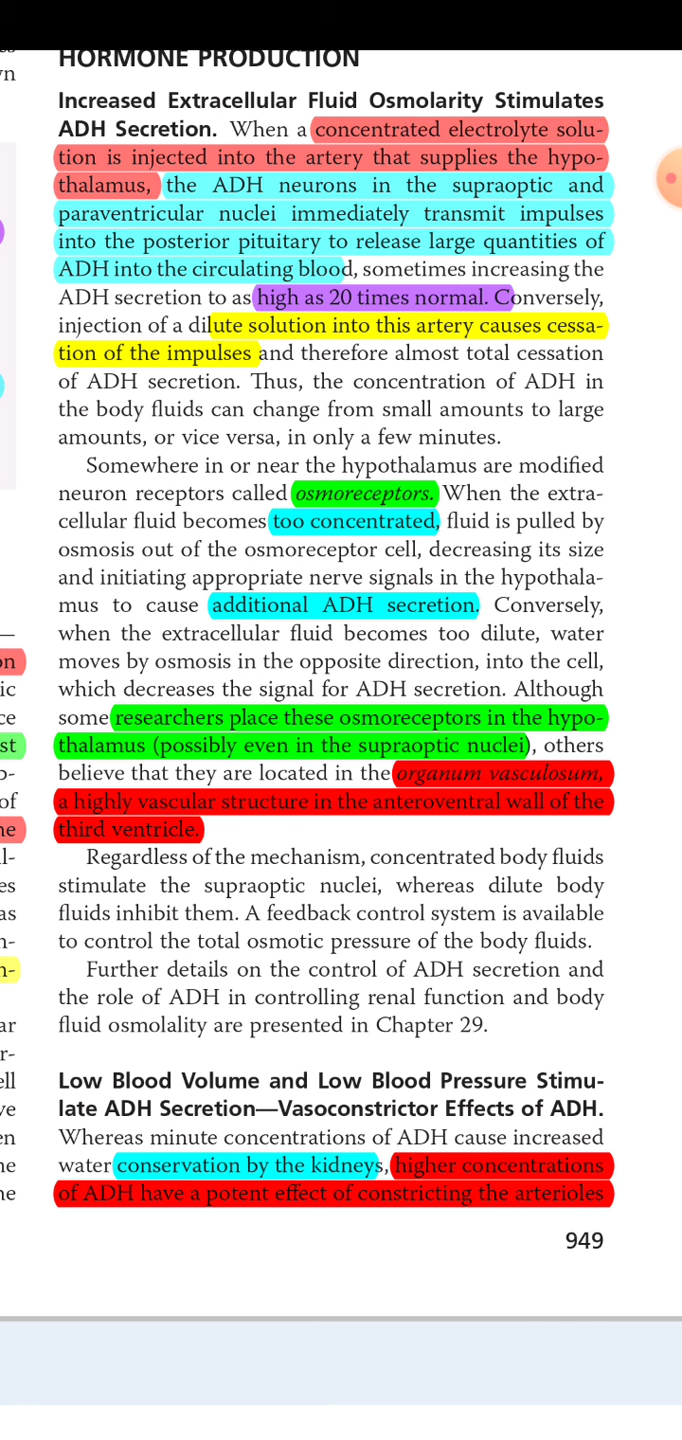 HORMONE PRODUCTION
Increased Extracellular Fluid Osmolarity Stimulates
ADH Secretion. When a concentrated electrolyte solu-
tion is injected into the artery that supplies the hypo-
thalamus, the ADH neurons in the supraoptic and
paraventricular nuclei immediately transmit impulses
into the posterior pituitary to release large quantities of
ADH into the circulating blood, sometimes increasing the
ADH secretion to as high as 20 times normal. Conversely,
injection of a dilute solution into this artery causes cessa-
tion of the impulses and therefore almost total cessation
of ADH secretion. Thus, the concentration of ADH in
the body fluids can change from small amounts to large
amounts, or vice versa, in only a few minutes.
Somewhere in or near the hypothalamus are modified
neuron receptors called osmoreceptors. When the extra-
cellular fluid becomes too concentrated, fluid is pulled by
osmosis out of the osmoreceptor cell, decreasing its size
and initiating appropriate nerve signals in the hypothala-
mus to cause additional ADH secretion. Conversely,
when the extracellular fluid becomes too dilute, water
moves by osmosis in the opposite direction, into the cell,
which decreases the signal for ADH secretion. Although
some researchers place these osmoreceptors in the hypo-
thalamus (possibly even in the supraoptic nuclei), others
believe that they are located in the organum vasculosum,
a highly vascular structure in the anteroventral wall of the
third ventricle.
Regardless of the mechanism, concentrated body fluids
stimulate the supraoptic nuclei, whereas dilute body
fluids inhibit them. A feedback control system is available
to control the total osmotic pressure of the body fluids.
Further details on the control of ADH secretion and
the role of ADH in controlling renal function and body
fluid osmolality are presented in Chapter 29.
Low Blood Volume and Low Blood Pressure Stimu-
late ADH Secretion—Vasoconstrictor Effects of ADH.
Whereas minute concentrations of ADH cause increased
water conservation by the kidneys, higher concentrations
of ADH have a potent effect of constricting the arterioles
949